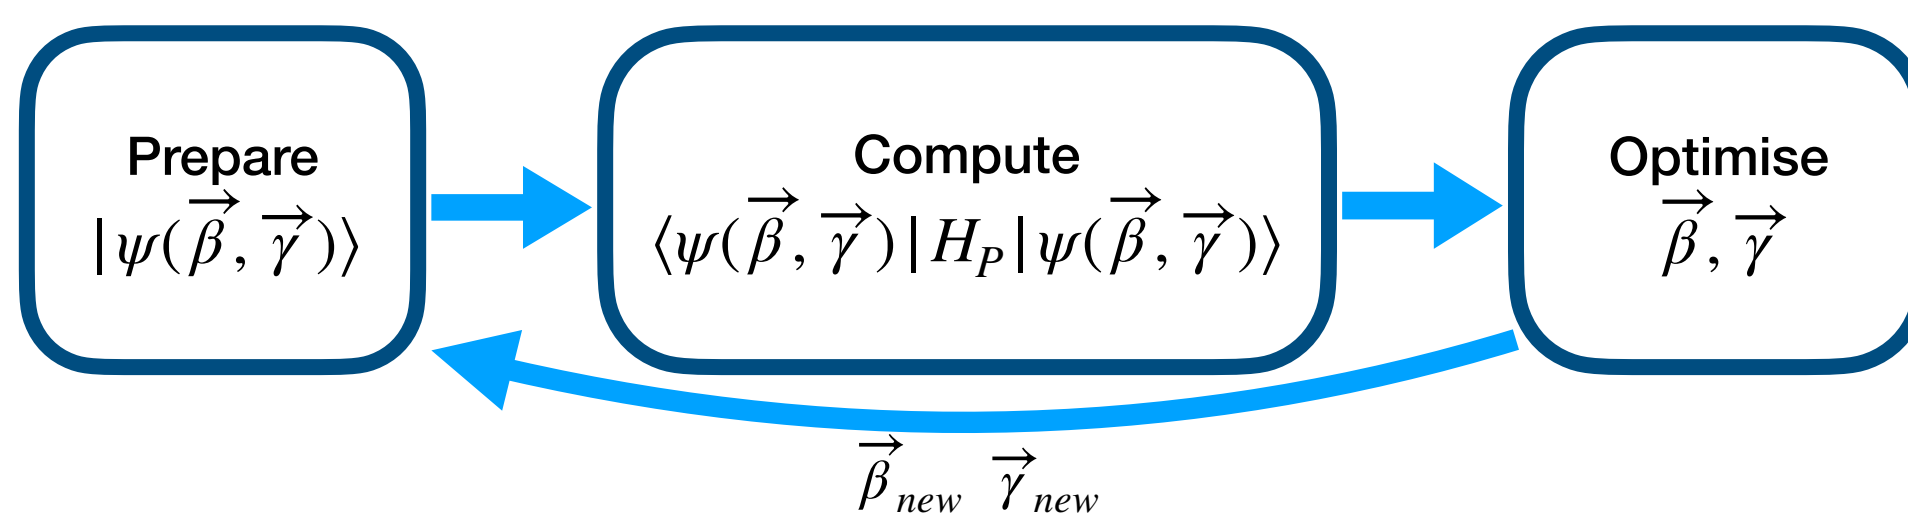 Prepare
|ψ(β⃗, γ⃗)⟩
Compute
⟨ψ(β⃗, γ⃗)|H_P|ψ(β⃗, γ⃗)⟩
Optimise
β⃗, γ⃗
β⃗_new γ⃗_new